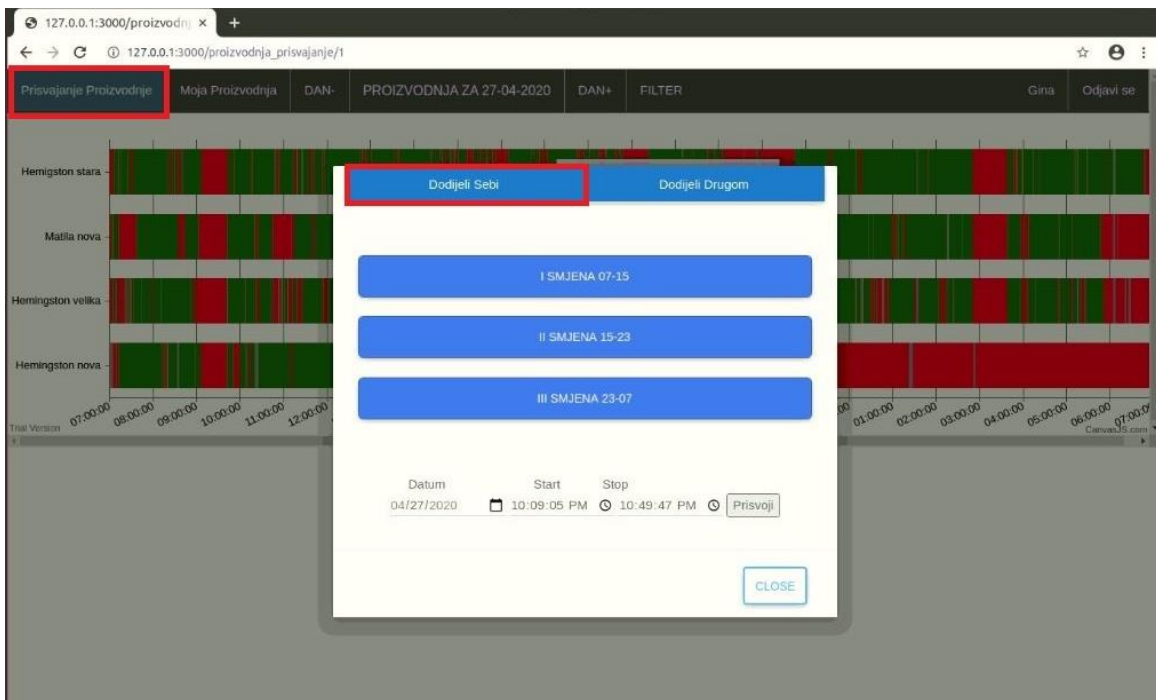 127.0.0.1:3000/proizvodnj
127.0.0.1:3000/proizvodnja_prisvajanje/1
Prisvajanje Proizvodnje Moja Proizvodnja DAN- PROIZVODNJA ZA 27-04-2020 DAN+ FILTER Gina Odjavi se
Hemigston stara
Matila nova
Hemingston velika
Hemingston nova
Dodijeli Sebi Dodijeli Drugom
I SMJENA 07-15
II SMJENA 15-23
III SMJENA 23-07
Datum Start Stop
04/27/2020 10:09:05 PM 10:49:47 PM Prisvoji
CLOSE
07:00:00 08:00:00 09:00:00 10:00:00 11:00:00 12:00:00 01:00:00 02:00:00 03:00:00 04:00:00 05:00:00 06:00:00
Trial Version
CanvasJS.com